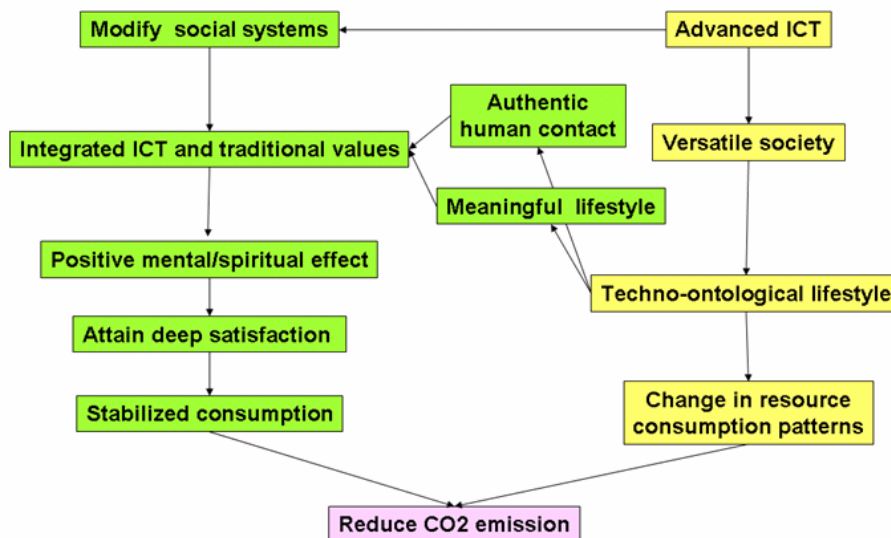 Modify social systems
Advanced ICT
Authentic
human contact
Integrated ICT and traditional values
Versatile society
Meaningful lifestyle
Positive mental/spiritual effect
Techno-ontological lifestyle
Attain deep satisfaction
Stabilized consumption
Change in resource
consumption patterns
Reduce CO2 emission